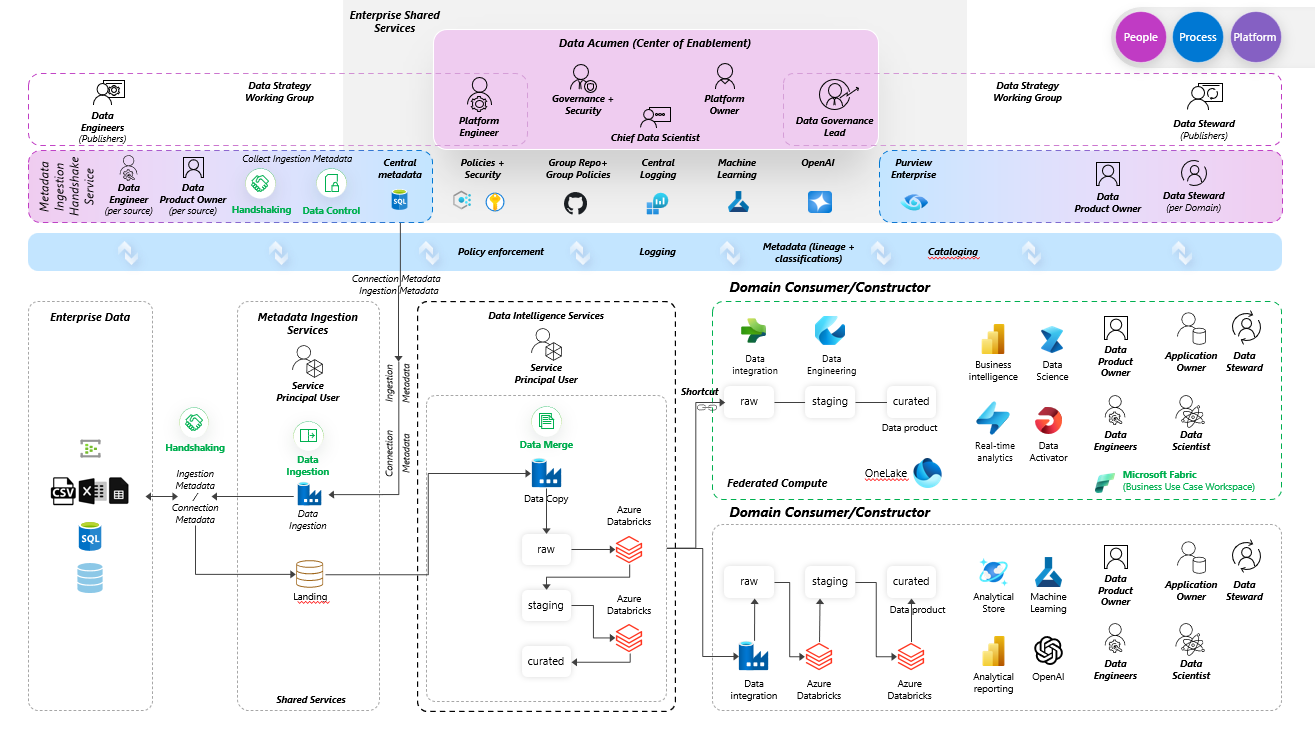 Enterprise Shared
Services
People
Process
Platform
Data Acumen (Center of Enablement)
Data Strategy
Working Group
Data
Engineers
(Publishers)
Platform
Engineer
Governance +
Security
Chief Data Scientist
Platform
Owner
Data Governance
Lead
Data Strategy
Working Group
Data Steward
(Publishers)
Metadata
Ingestion
Handshake
Service
Data
Engineer
(per source)
Data
Product Owner
(per source)
Collect Ingestion Metadata
Handshaking
Data Control
Central
metadata
SQL
Policies +
Security
Group Repo+
Group Policies
Central
Logging
Machine
Learning
OpenAI
Purview
Enterprise
Data
Product Owner
Data Steward
(per Domain)
Policy enforcement
Logging
Metadata (lineage +
classifications)
Cataloging
Connection Metadata
Ingestion Metadata
Enterprise Data
Handshaking
CSV
X
SQL
Ingestion
Metadata
/
Connection
Metadata
Metadata Ingestion
Services
Service
Principal User
Data
Ingestion
Data
Ingestion
Landing
Shared Services
Ingestion
Metadata
Connection
Metadata
Data Intelligence Services
Service
Principal User
Data Merge
Data Copy
raw
Azure
Databricks
staging
Azure
Databricks
curated
Shortcut
Domain Consumer/Constructor
Data
integration
Data
Engineering
raw
staging
curated
Data product
OneLake
Federated Compute
Business
intelligence
Data
Science
Real-time
analytics
Data
Activator
Data
Product
Owner
Application
Owner
Data
Steward
Data
Engineers
Data
Scientist
Microsoft Fabric
(Business Use Case Workspace)
Domain Consumer/Constructor
raw
staging
curated
Data product
Data
integration
Azure
Databricks
Azure
Databricks
Analytical
Store
Machine
Learning
Analytical
reporting
OpenAI
Data
Product
Owner
Application
Owner
Data
Steward
Data
Engineers
Data
Scientist